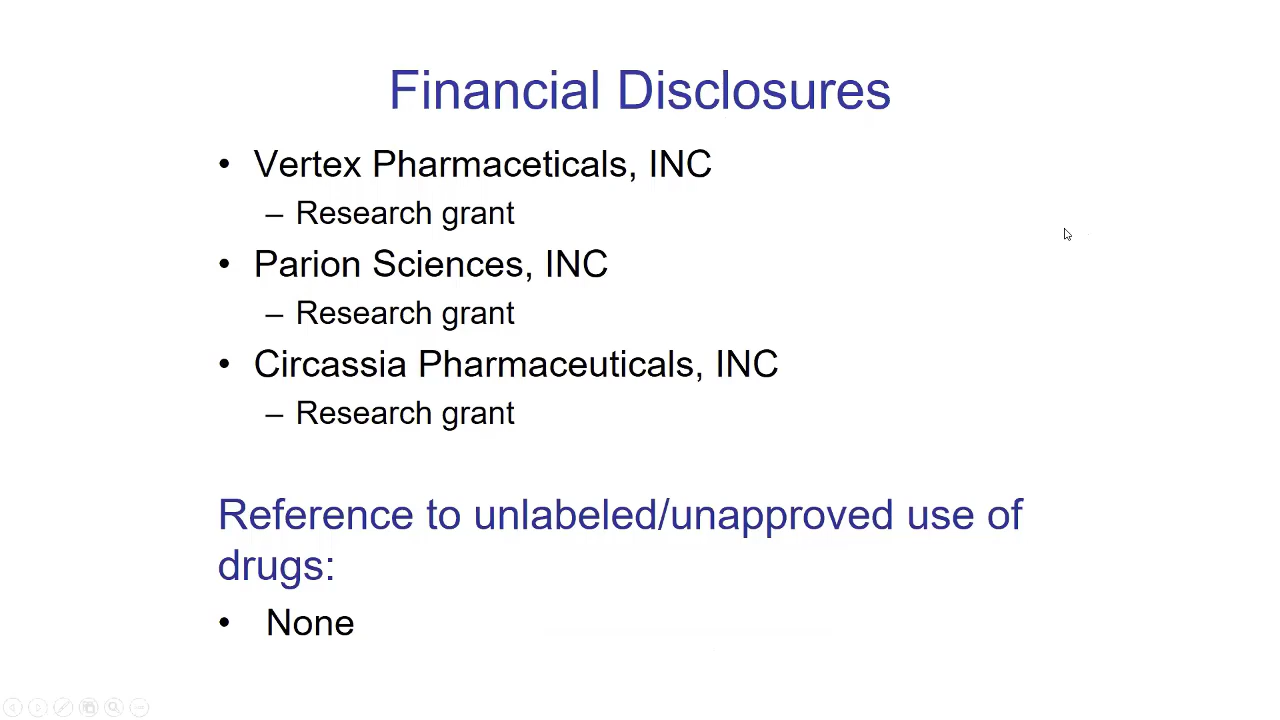 Financial Disclosures
• Vertex Pharmaceticals, INC
– Research grant
• Parion Sciences, INC
– Research grant
• Circassia Pharmaceuticals, INC
– Research grant
Reference to unlabeled/unapproved use of
drugs:
• None